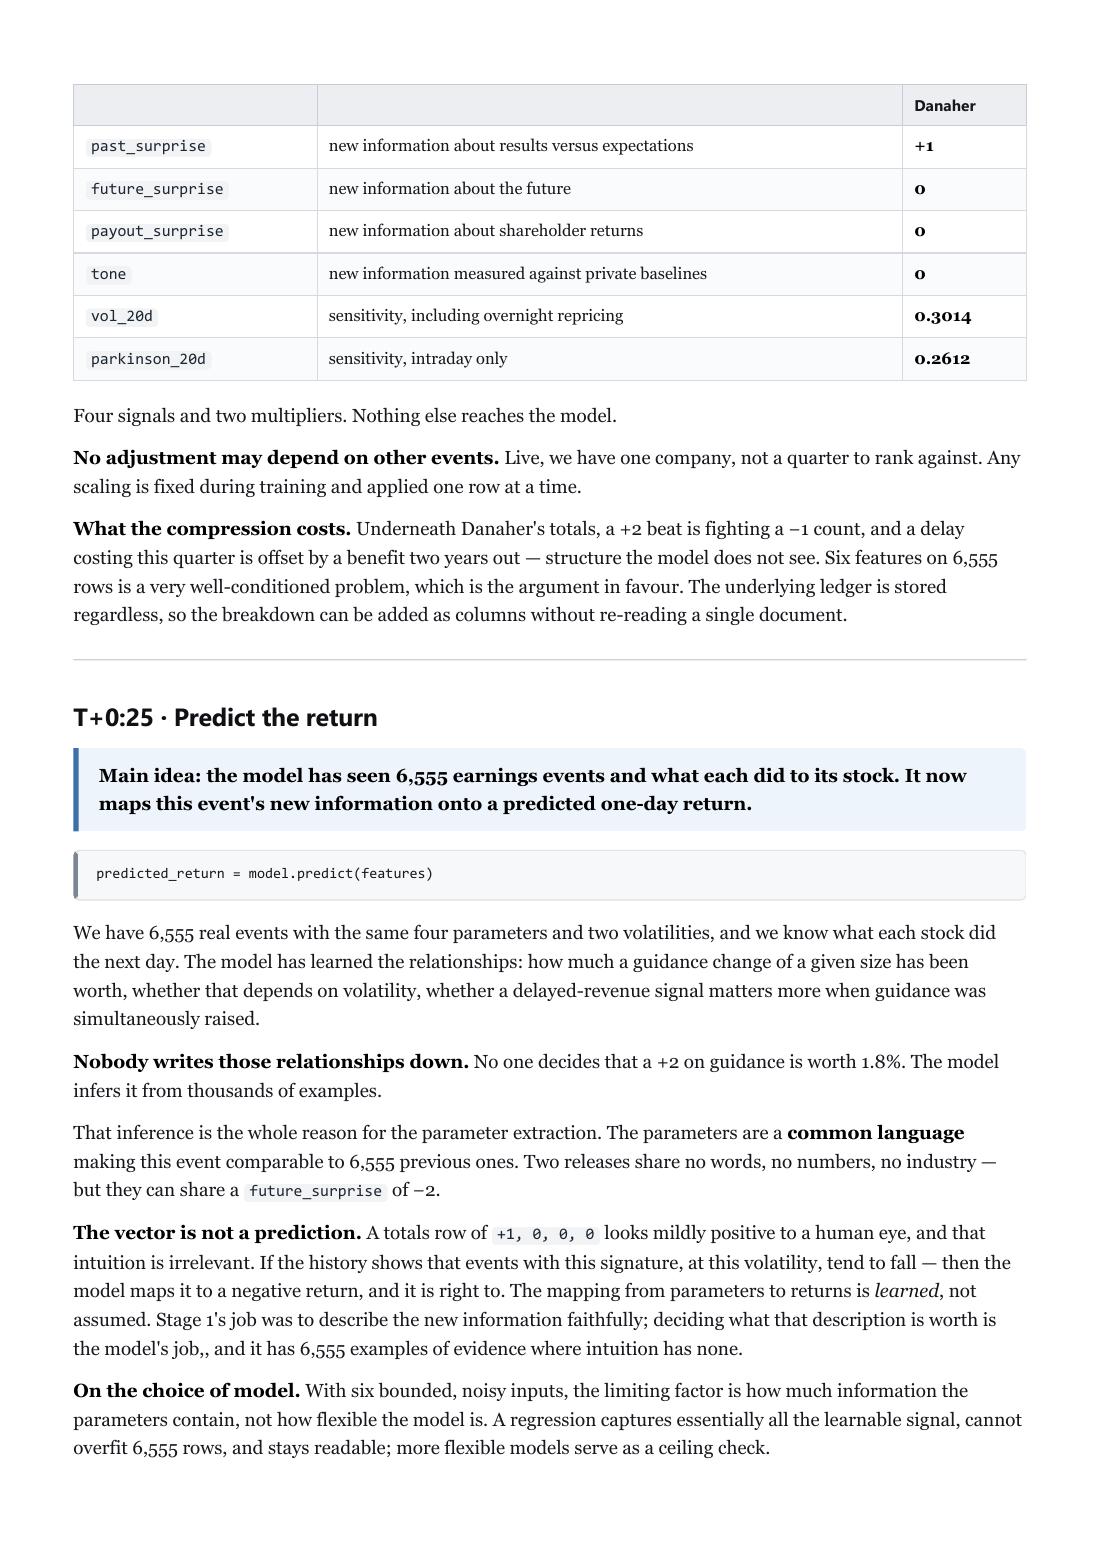 Danaher
past_surprise new information about results versus expectations +1
future_surprise new information about the future 0
payout_surprise new information about shareholder returns 0
tone new information measured against private baselines 0
vol_20d sensitivity, including overnight repricing 0.3014
parkinson_20d sensitivity, intraday only 0.2612
Four signals and two multipliers. Nothing else reaches the model.
No adjustment may depend on other events. Live, we have one company, not a quarter to rank against. Any
scaling is fixed during training and applied one row at a time.
What the compression costs. Underneath Danaher's totals, a +2 beat is fighting a −1 count, and a delay
costing this quarter is offset by a benefit two years out — structure the model does not see. Six features on 6,555
rows is a very well-conditioned problem, which is the argument in favour. The underlying ledger is stored
regardless, so the breakdown can be added as columns without re-reading a single document.
T+0:25 · Predict the return
Main idea: the model has seen 6,555 earnings events and what each did to its stock. It now
maps this event's new information onto a predicted one-day return.
predicted_return = model.predict(features)
We have 6,555 real events with the same four parameters and two volatilities, and we know what each stock did
the next day. The model has learned the relationships: how much a guidance change of a given size has been
worth, whether that depends on volatility, whether a delayed-revenue signal matters more when guidance was
simultaneously raised.
Nobody writes those relationships down. No one decides that a +2 on guidance is worth 1.8%. The model
infers it from thousands of examples.
That inference is the whole reason for the parameter extraction. The parameters are a common language
making this event comparable to 6,555 previous ones. Two releases share no words, no numbers, no industry —
but they can share a future_surprise of −2.
The vector is not a prediction. A totals row of +1, 0, 0, 0 looks mildly positive to a human eye, and that
intuition is irrelevant. If the history shows that events with this signature, at this volatility, tend to fall — then the
model maps it to a negative return, and it is right to. The mapping from parameters to returns is learned, not
assumed. Stage 1's job was to describe the new information faithfully; deciding what that description is worth is
the model's job,, and it has 6,555 examples of evidence where intuition has none.
On the choice of model. With six bounded, noisy inputs, the limiting factor is how much information the
parameters contain, not how flexible the model is. A regression captures essentially all the learnable signal, cannot
overfit 6,555 rows, and stays readable; more flexible models serve as a ceiling check.